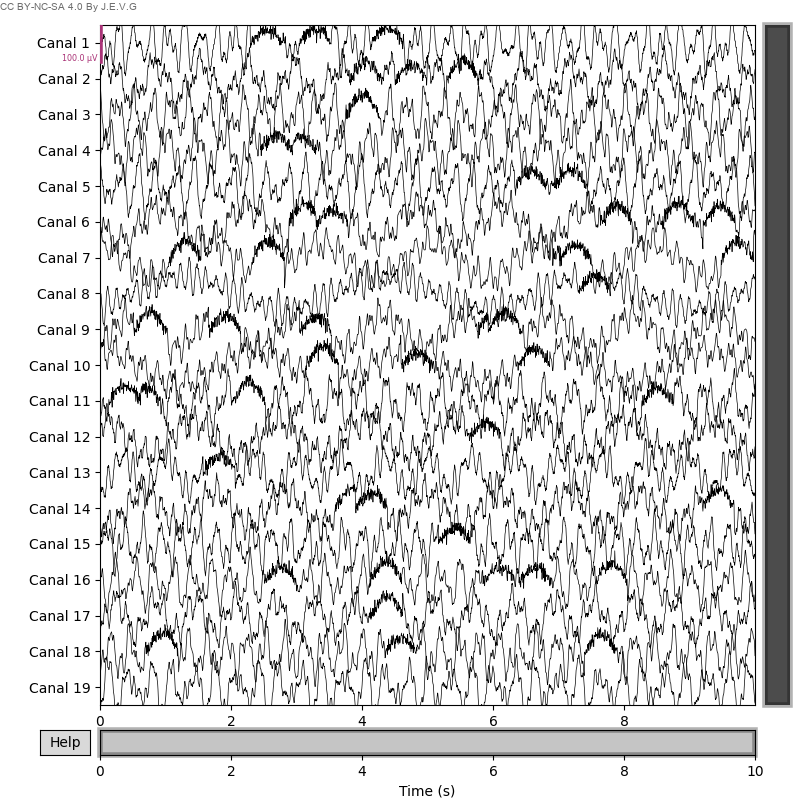 CC BY-NC-SA 4.0 By J.E.V.G
Canal 1
100.0 µV
Canal 2
Canal 3
Canal 4
Canal 5
Canal 6
Canal 7
Canal 8
Canal 9
Canal 10
Canal 11
Canal 12
Canal 13
Canal 14
Canal 15
Canal 16
Canal 17
Canal 18
Canal 19
0 2 4 6 8
Help
0 2 4 6 8 10
Time (s)